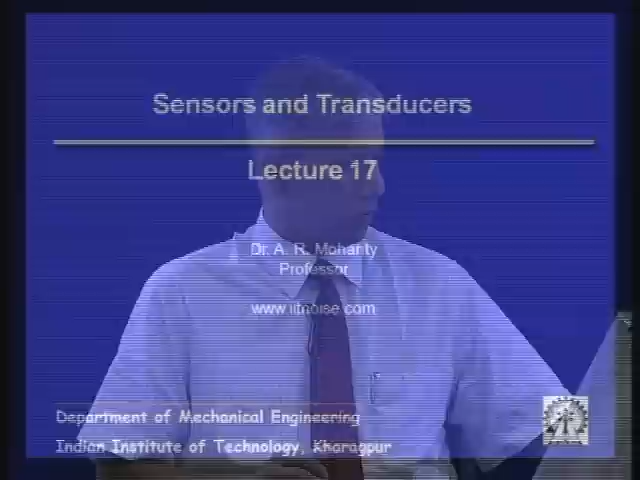 Sensors and Transducers
Lecture 17
Dr. A. R. Mohanty
Professor
www.iitnoise.com
Department of Mechanical Engineering
Indian Institute of Technology, Kharagpur